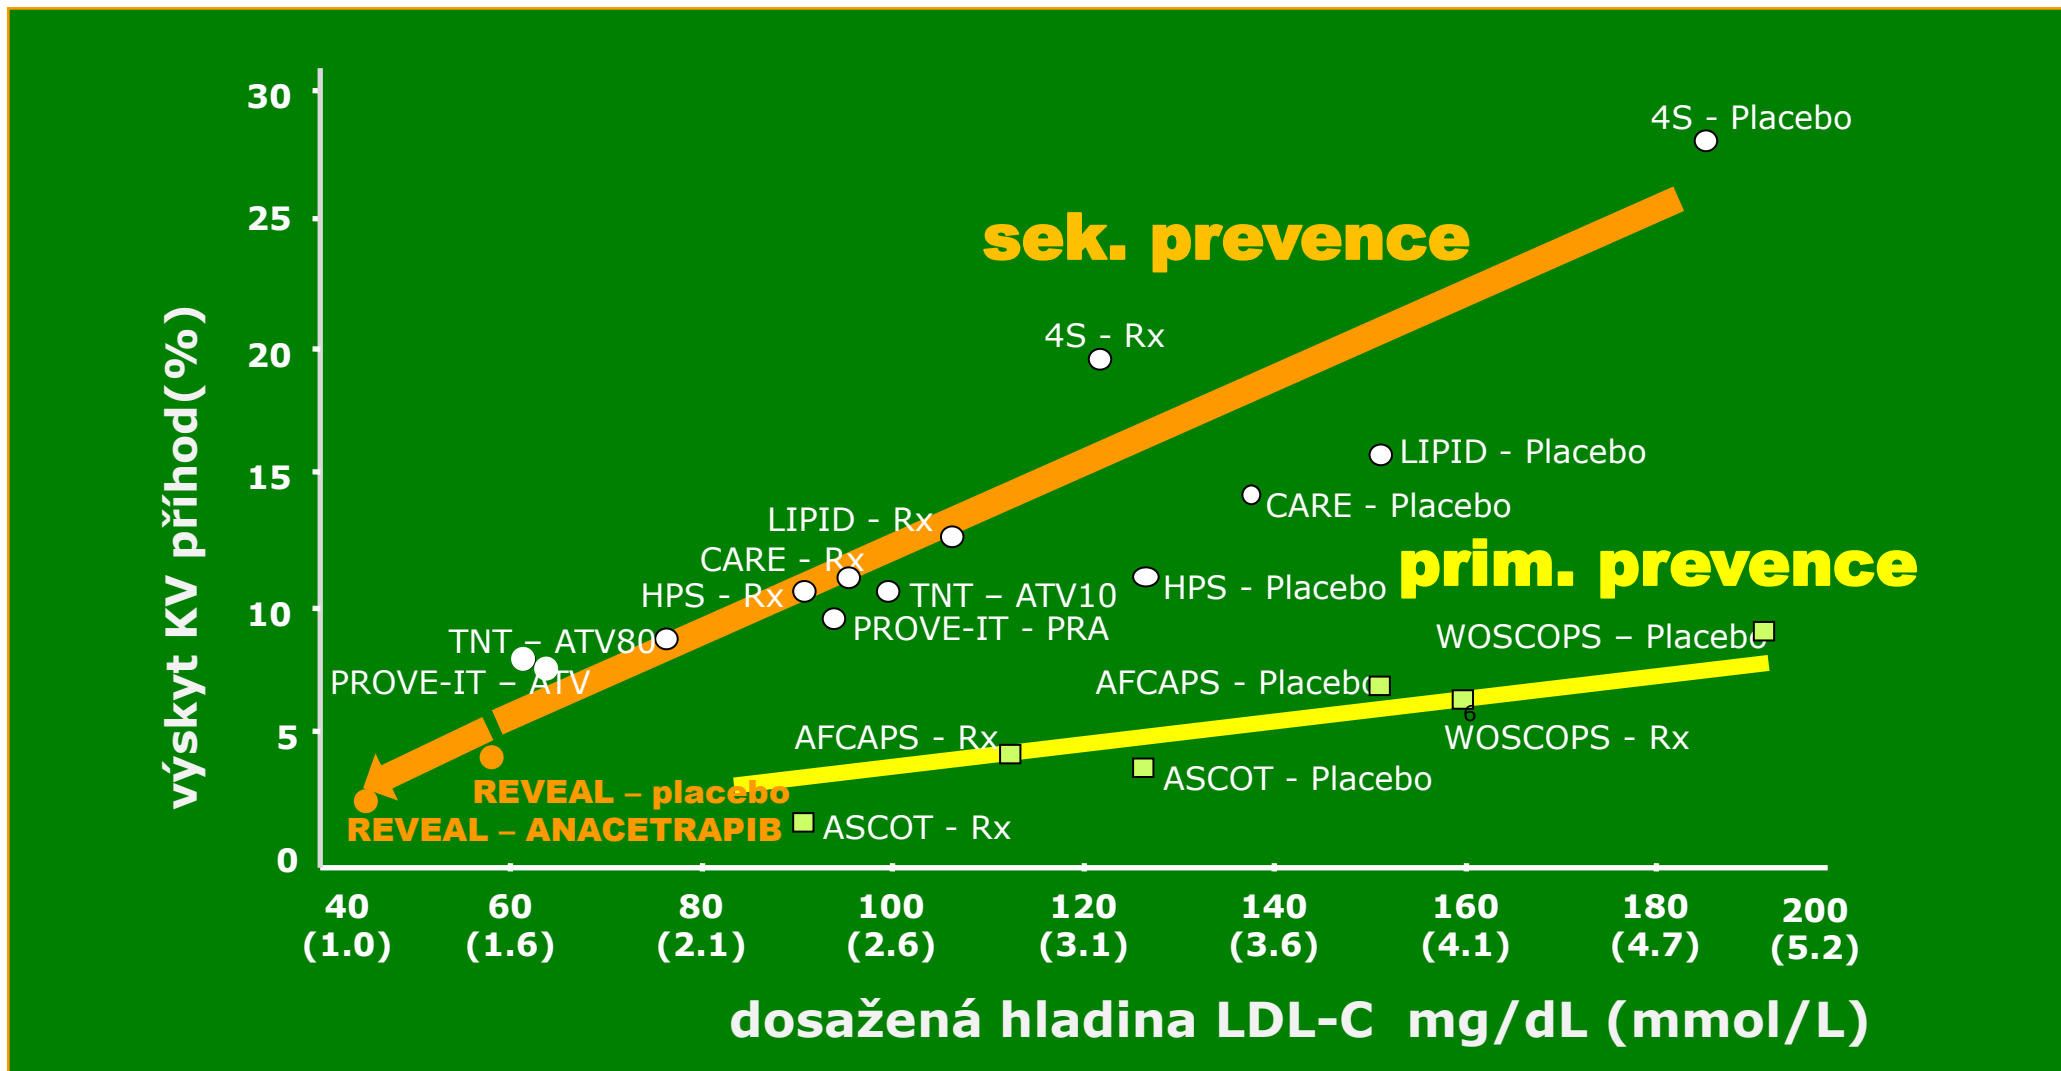 30
4S - Placebo
25
sek. prevence
20
4S - Rx
15
LIPID - Placebo
CARE - Placebo
LIPID - Rx
CARE - Rx
prim. prevence
HPS - Rx
TNT – ATV10
HPS - Placebo
10
PROVE-IT - PRA
WOSCOPS – Placebo
TNT – ATV80
PROVE-IT – ATV
AFCAPS - Placebo
6
5
AFCAPS - Rx
WOSCOPS - Rx
ASCOT - Placebo
REVEAL – placebo
REVEAL – ANACETRAPIB
ASCOT - Rx
0
výskyt KV příhod(%)
40 60 80 100 120 140 160 180 200
(1.0) (1.6) (2.1) (2.6) (3.1) (3.6) (4.1) (4.7) (5.2)
dosažená hladina LDL-C mg/dL (mmol/L)